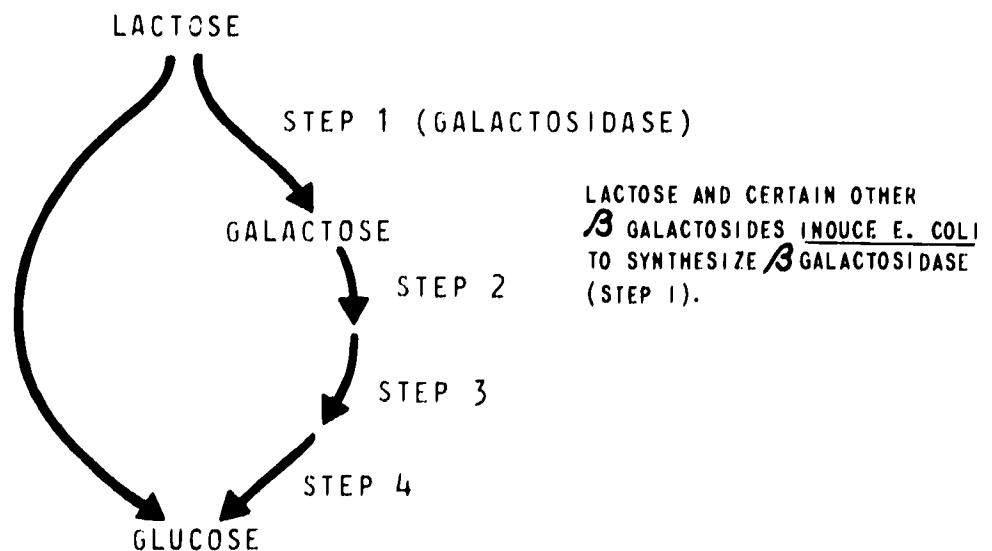 LACTOSE
STEP 1 (GALACTOSIDASE)
GALACTOSE
STEP 2
STEP 3
STEP 4
GLUCOSE
LACTOSE AND CERTAIN OTHER
β GALACTOSIDES INDUCE E. COLI
TO SYNTHESIZE β GALACTOSIDASE
(STEP 1).